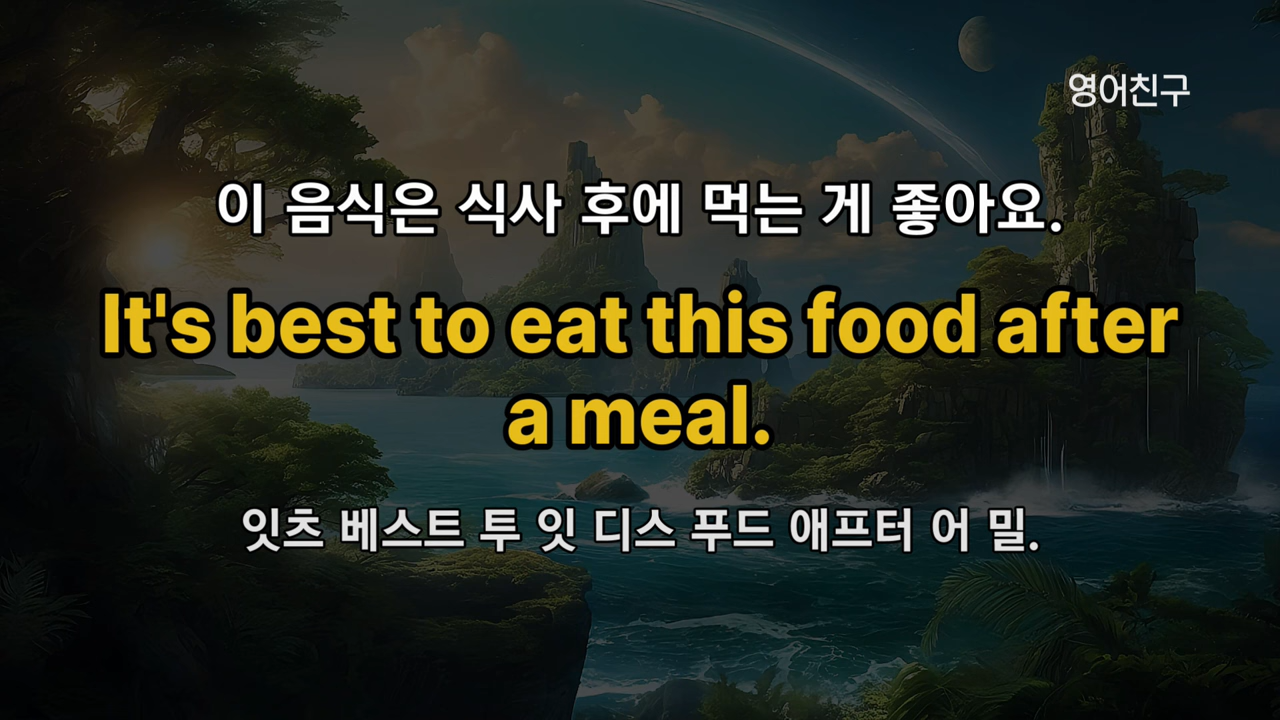 영어친구
이 음식은 식사 후에 먹는 게 좋아요.
It's best to eat this food after
a meal.
잇츠 베스트 투 잇 디스 푸드 애프터 어 밀.